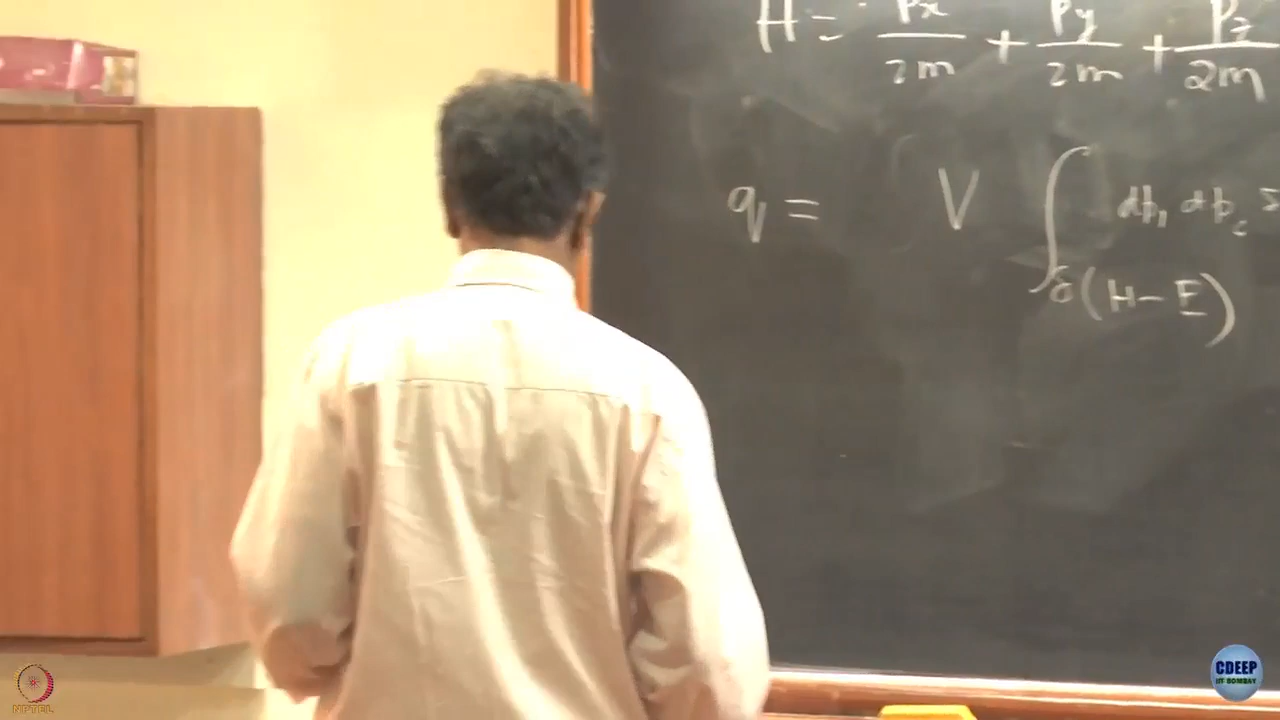 H = px/2m + py/2m + pz/2m
q = V ∫ dp₁ dp₂
δ(H - E)
CDEEP
IIT BOMBAY
NPTEL